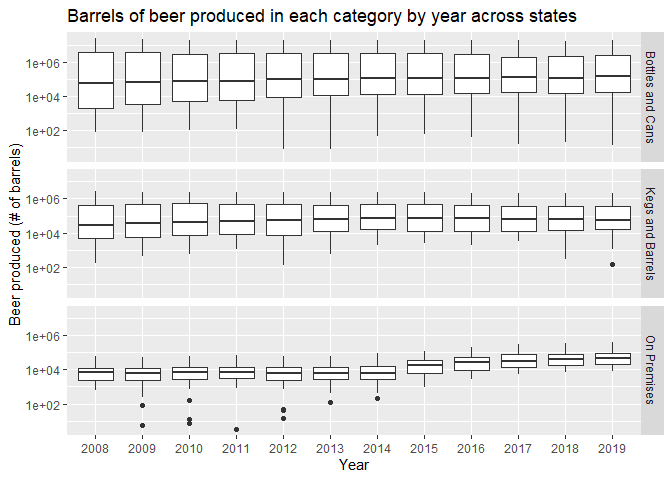 Barrels of beer produced in each category by year across states
Beer produced (# of barrels)
1e+06
1e+04
1e+02
Bottles and Cans
1e+06
1e+04
1e+02
Kegs and Barrels
1e+06
1e+04
1e+02
On Premises
2008 2009 2010 2011 2012 2013 2014 2015 2016 2017 2018 2019
Year